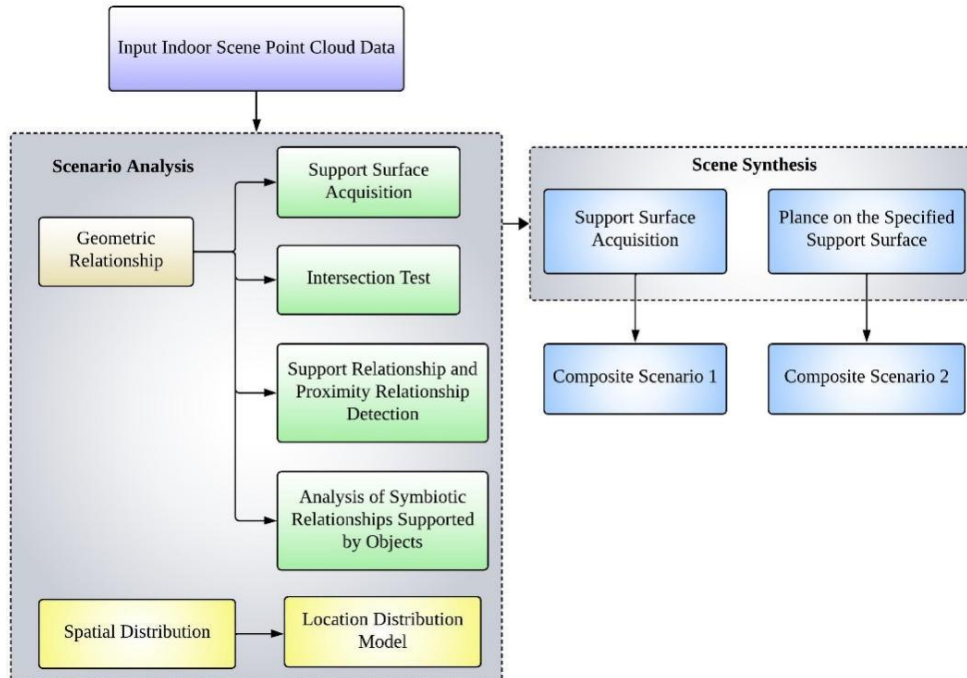 Input Indoor Scene Point Cloud Data
Scenario Analysis
Geometric
Relationship
Support Surface
Acquisition
Intersection Test
Support Relationship and
Proximity Relationship
Detection
Analysis of Symbiotic
Relationships Supported
by Objects
Spatial Distribution
Location Distribution
Model
Scene Synthesis
Support Surface
Acquisition
Plance on the Specified
Support Surface
Composite Scenario 1
Composite Scenario 2